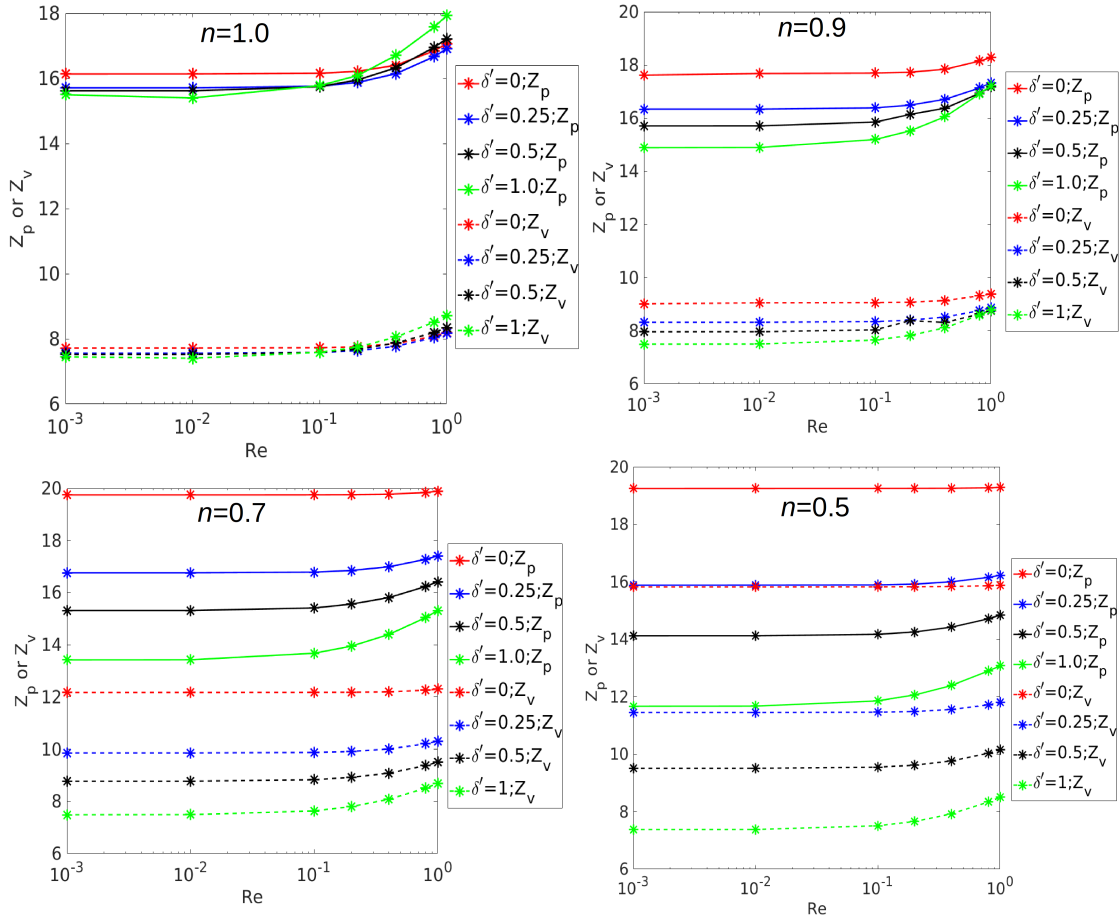 n=1.0
18
16
14
12
10
8
6
Z_p or Z_v
10^-3
10^-2
10^-1
10^0
Re
δ′=0;Z_p
δ′=0.25;Z_p
δ′=0.5;Z_p
δ′=1.0;Z_p
δ′=0;Z_v
δ′=0.25;Z_v
δ′=0.5;Z_v
δ′=1;Z_v
n=0.9
20
18
16
14
12
10
8
6
Z_p or Z_v
10^-3
10^-2
10^-1
10^0
Re
δ′=0;Z_p
δ′=0.25;Z_p
δ′=0.5;Z_p
δ′=1.0;Z_p
δ′=0;Z_v
δ′=0.25;Z_v
δ′=0.5;Z_v
δ′=1;Z_v
n=0.7
20
18
16
14
12
10
8
6
Z_p or Z_v
10^-3
10^-2
10^-1
10^0
Re
δ′=0;Z_p
δ′=0.25;Z_p
δ′=0.5;Z_p
δ′=1.0;Z_p
δ′=0;Z_v
δ′=0.25;Z_v
δ′=0.5;Z_v
δ′=1;Z_v
n=0.5
20
18
16
14
12
10
8
6
Z_p or Z_v
10^-3
10^-2
10^-1
10^0
Re
δ′=0;Z_p
δ′=0.25;Z_p
δ′=0.5;Z_p
δ′=1.0;Z_p
δ′=0;Z_v
δ′=0.25;Z_v
δ′=0.5;Z_v
δ′=1;Z_v